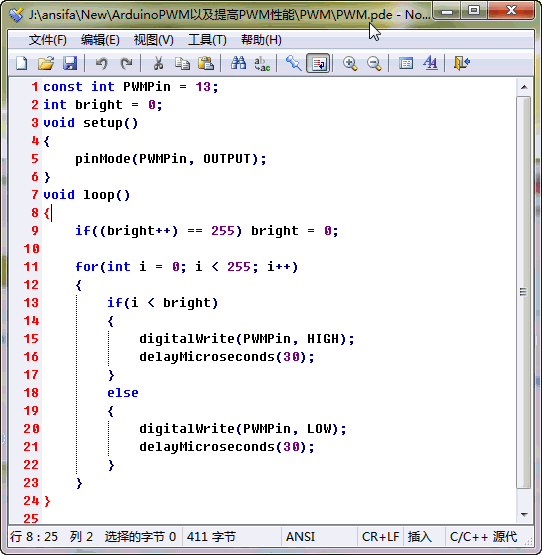 J:\ansifa\New\ArduinoPWM以及提高PWM性能\PWM\PWM.pde - No...
文件(F) 编辑(E) 视图(V) 工具(T) 帮助(H)
1 const int PWMPin = 13;
2 int bright = 0;
3 void setup()
4 {
5     pinMode(PWMPin, OUTPUT);
6 }
7 void loop()
8 {
9     if((bright++) == 255) bright = 0;
10
11     for(int i = 0; i < 255; i++)
12     {
13         if(i < bright)
14         {
15             digitalWrite(PWMPin, HIGH);
16             delayMicroseconds(30);
17         }
18         else
19         {
20             digitalWrite(PWMPin, LOW);
21             delayMicroseconds(30);
22         }
23     }
24 }
25
行 8 : 25 列 2 选择的字节 0 411 字节 ANSI CR+LF 插入 C/C++ 源代